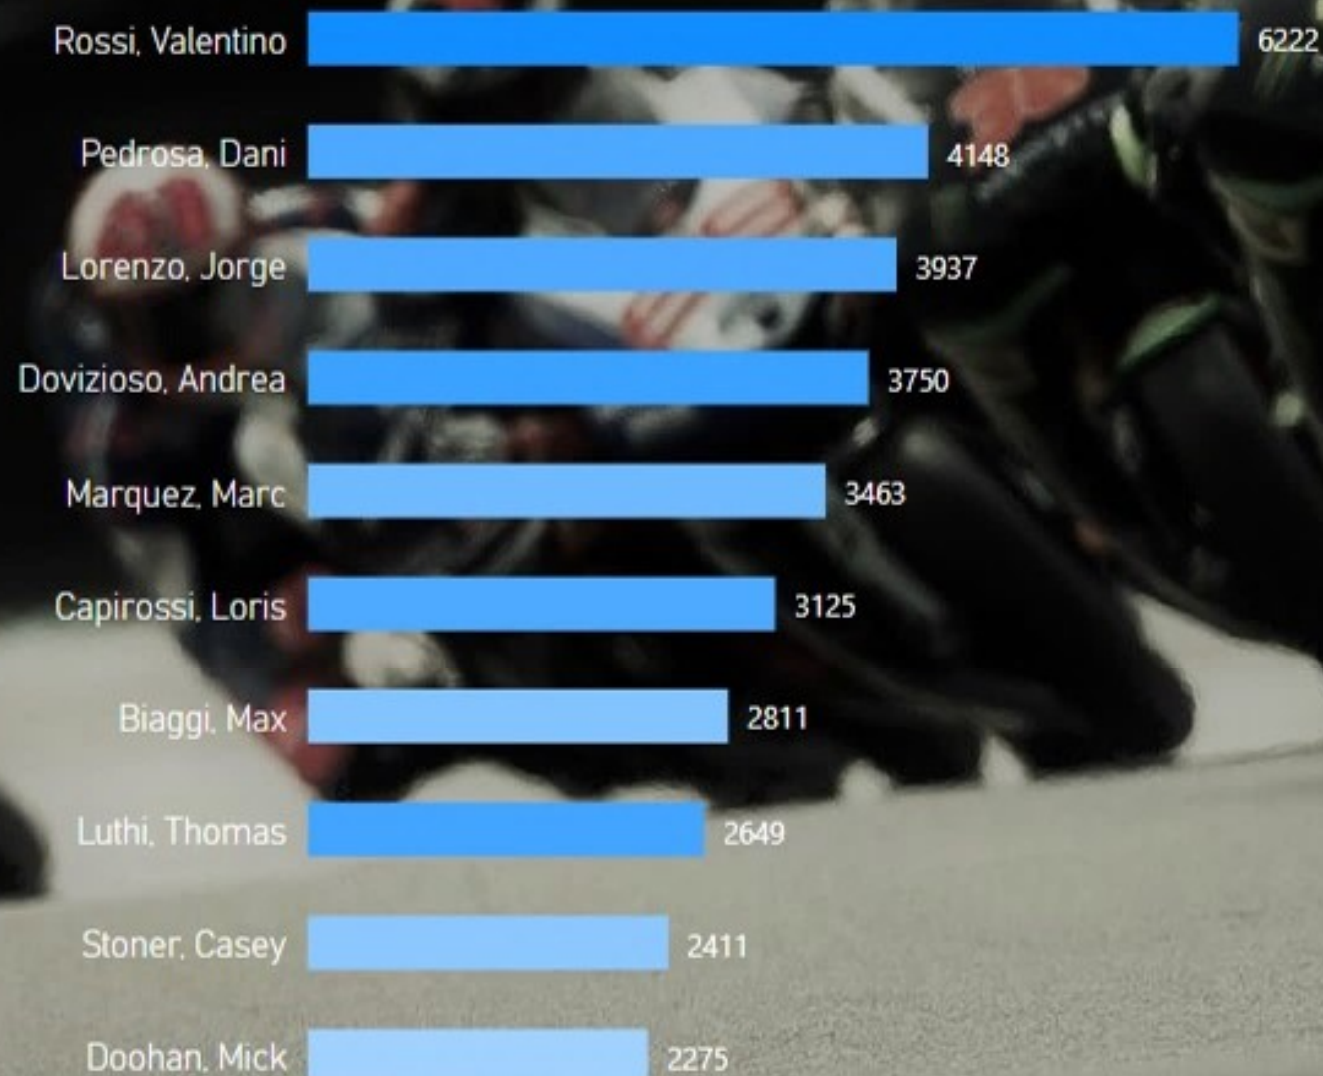 Rossi, Valentino 6222
Pedrosa, Dani 4148
Lorenzo, Jorge 3937
Dovizioso, Andrea 3750
Marquez, Marc 3463
Capirossi, Loris 3125
Biaggi, Max 2811
Luthi, Thomas 2649
Stoner, Casey 2411
Doohan, Mick 2275